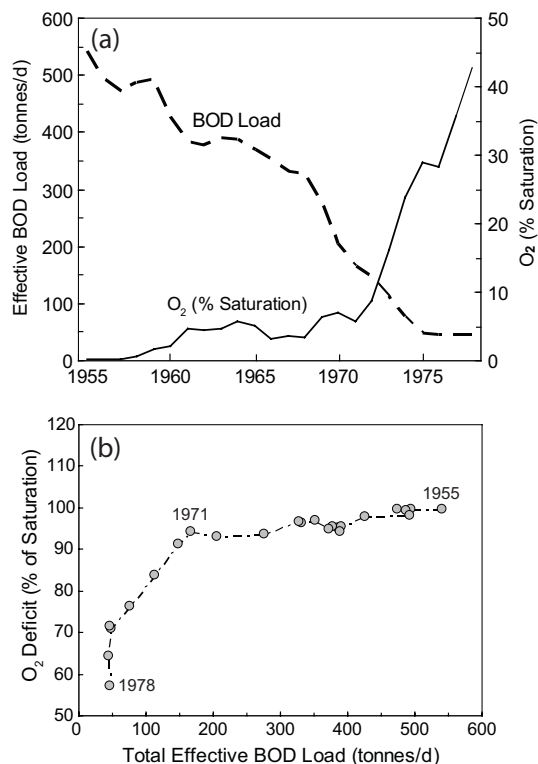 (a)
600
500
400
300
200
100
0
Effective BOD Load (tonnes/d)
BOD Load
O₂ (% Saturation)
50
40
30
20
10
0
O₂ (% Saturation)
1955 1960 1965 1970 1975
(b)
120
110
100
90
80
70
60
50
O₂ Deficit (% of Saturation)
1971
1955
1978
0 100 200 300 400 500 600
Total Effective BOD Load (tonnes/d)